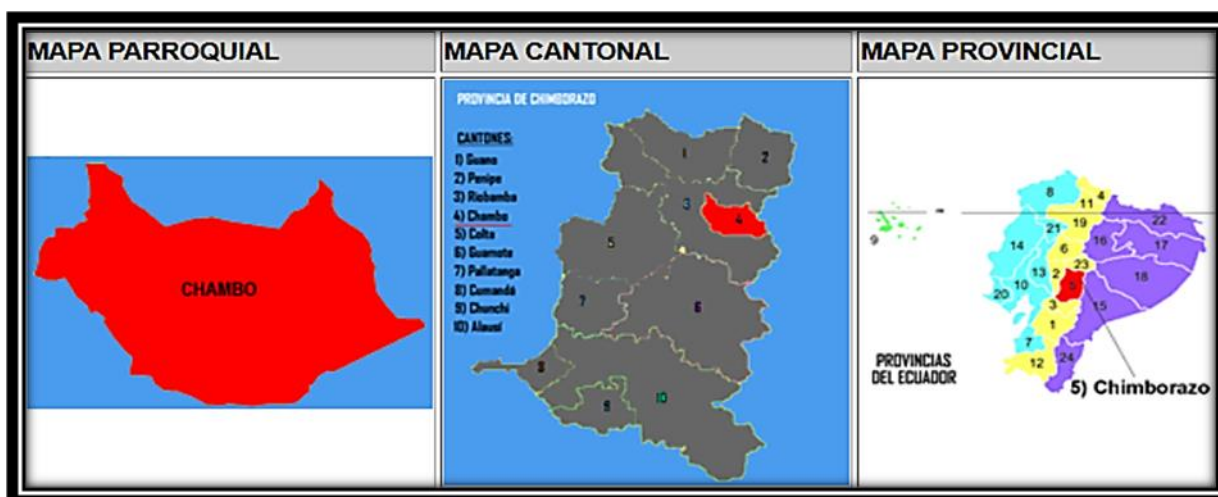 MAPA PARROQUIAL
CHAMBO
MAPA CANTONAL
PROVINCIA DE CHIMBORAZO
CANTONES:
1) Guano
2) Penipe
3) Riobamba
4) Chambo
5) Colta
6) Guamote
7) Pallatanga
8) Cumandá
9) Chunchi
10) Alausí
1
2
3
4
5
6
7
8
9
10
MAPA PROVINCIAL
8
4
11
19
22
9
21
14
16
17
6
23
13
2
18
10
5
20
3
15
1
7
12
24
PROVINCIAS
DEL ECUADOR
5) Chimborazo